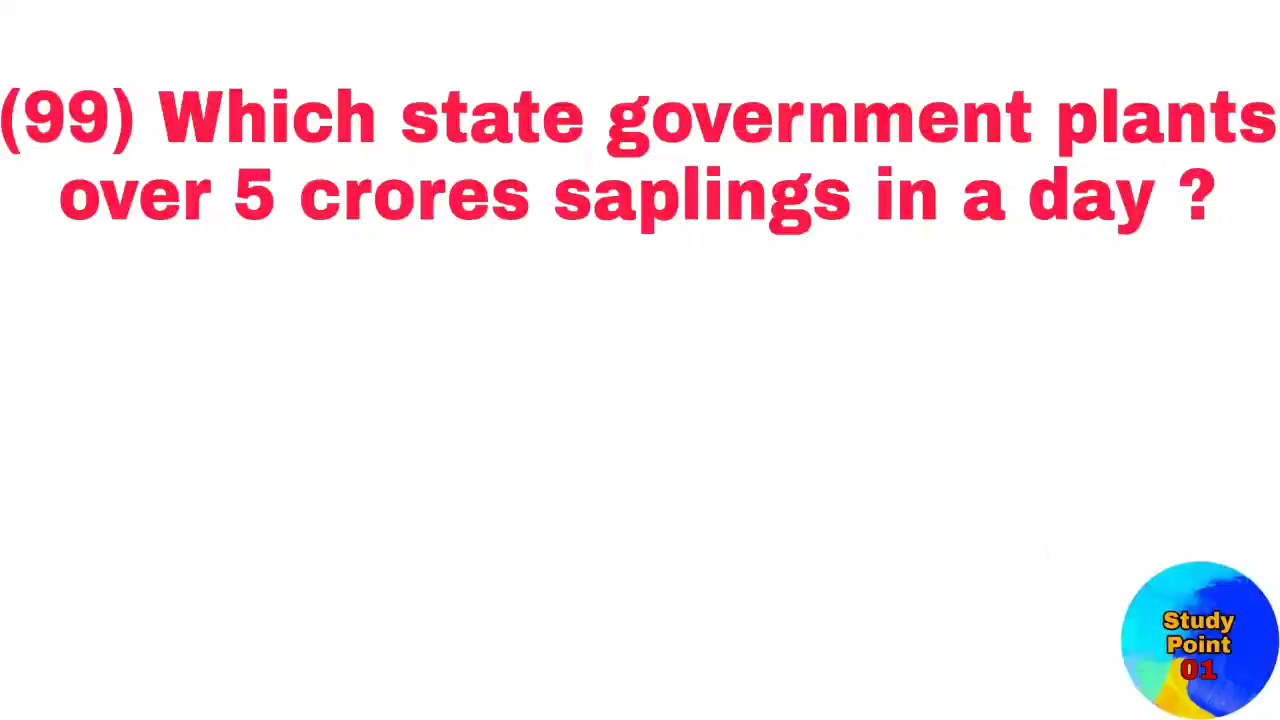 (99) Which state government plants
over 5 crores saplings in a day ?
Study
Point
01